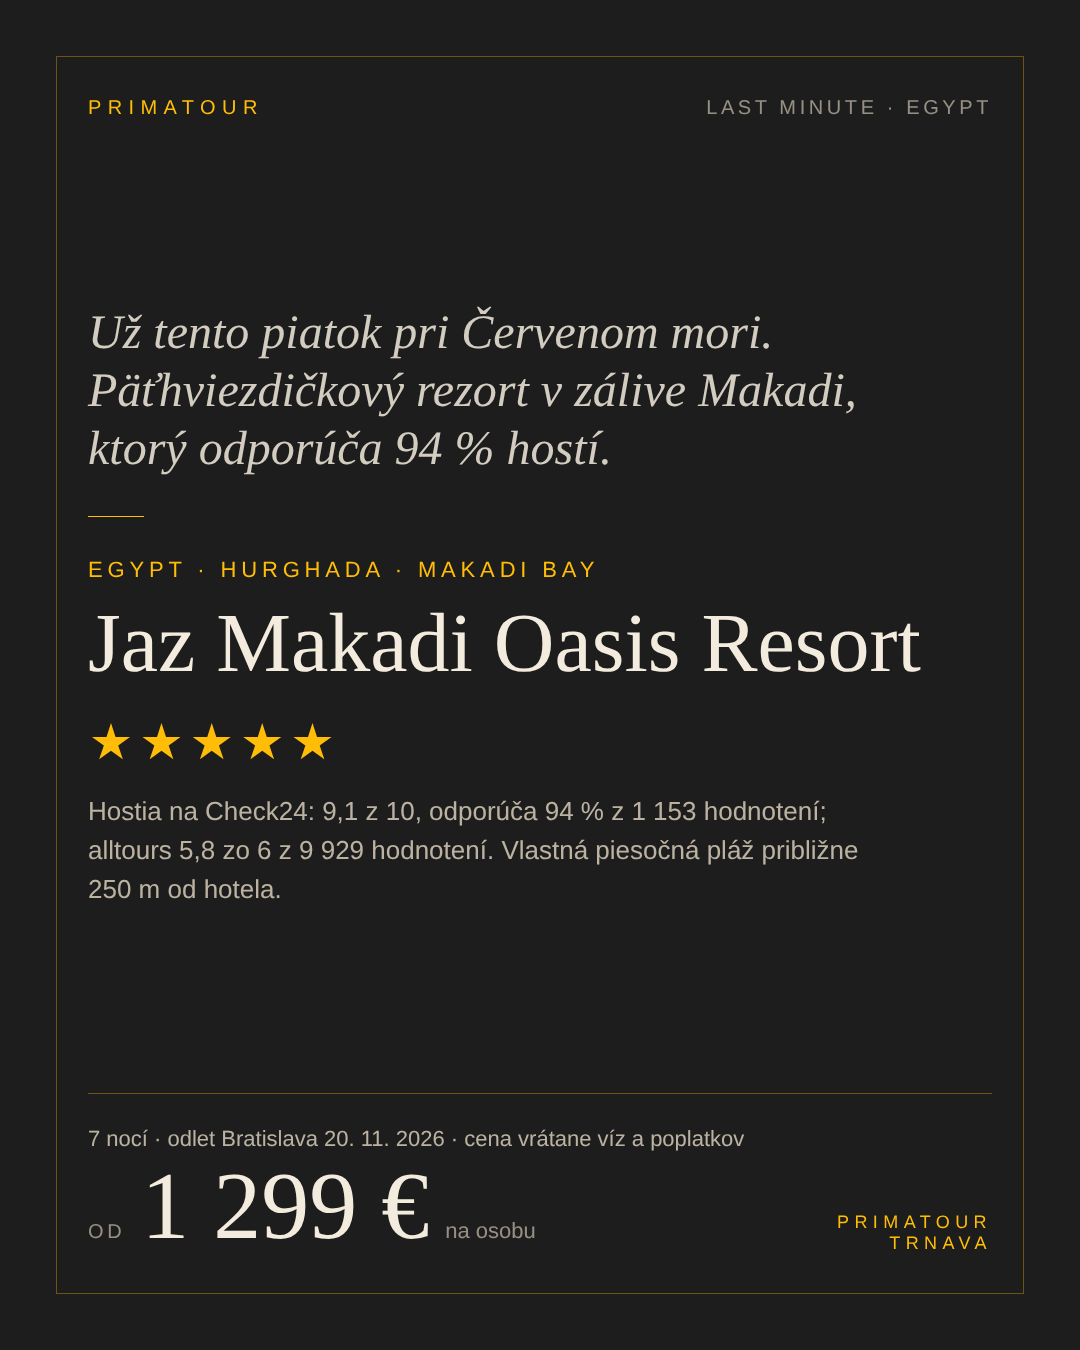 PRIMATOUR
LAST MINUTE · EGYPT
Už tento piatok pri Červenom mori.
Päťhviezdičkový rezort v zálive Makadi,
ktorý odporúča 94 % hostí.
EGYPT · HURGHADA · MAKADI BAY
Jaz Makadi Oasis Resort
★★★★★
Hostia na Check24: 9,1 z 10, odporúča 94 % z 1 153 hodnotení;
alltours 5,8 zo 6 z 9 929 hodnotení. Vlastná piesočná pláž približne
250 m od hotela.
7 nocí · odlet Bratislava 20. 11. 2026 · cena vrátane víz a poplatkov
OD 1 299 € na osobu
PRIMATOUR
TRNAVA